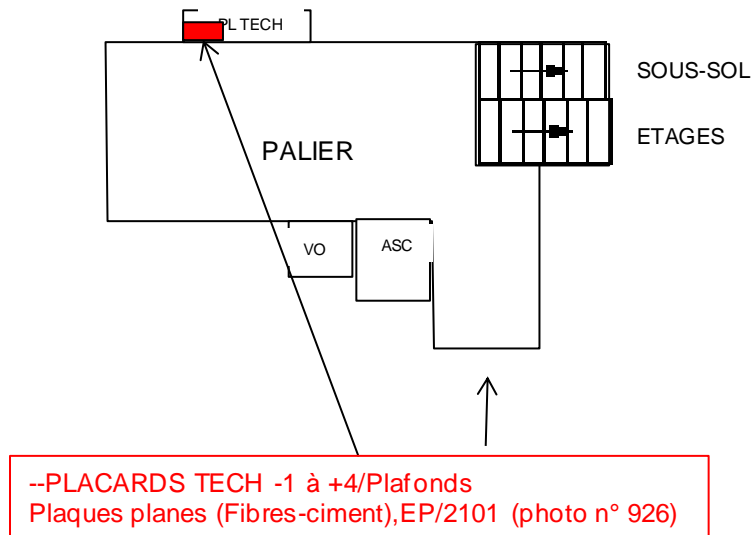 PL TECH
SOUS-SOL
ETAGES
PALIER
VO
ASC
--PLACARDS TECH -1 à +4/Plafonds
Plaques planes (Fibres-ciment),EP/2101 (photo n° 926)